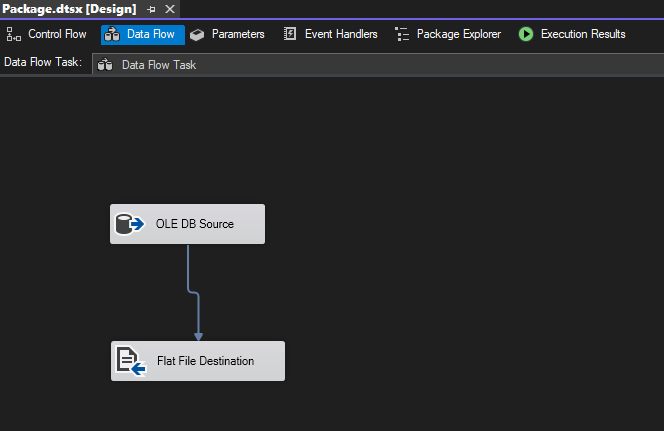 Package.dtsx [Design]
Control Flow Data Flow Parameters Event Handlers Package Explorer Execution Results
Data Flow Task: Data Flow Task
OLE DB Source
Flat File Destination